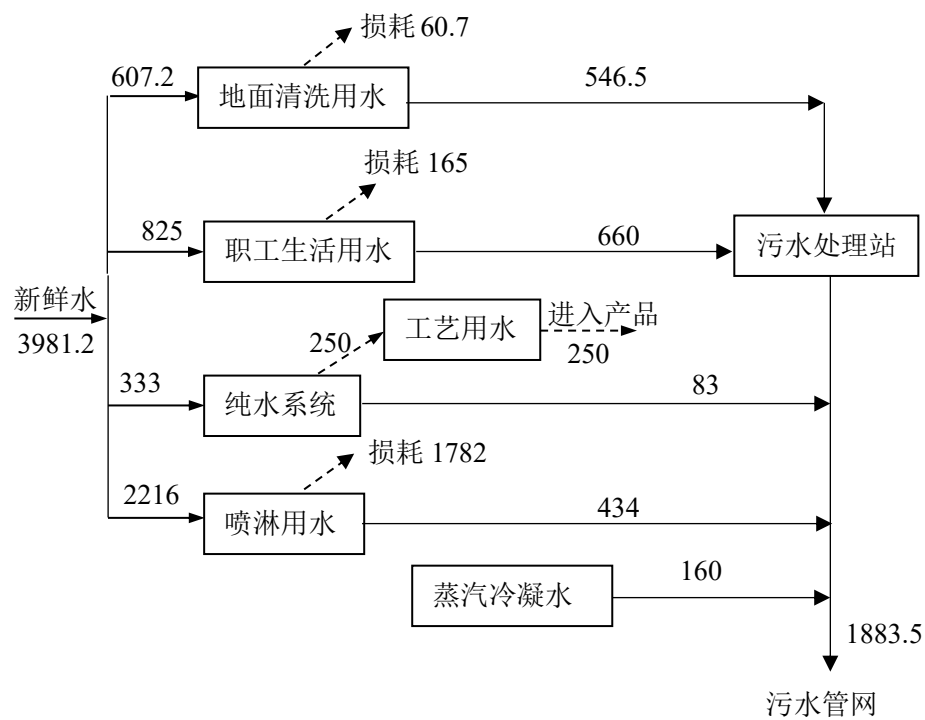 损耗 60.7
607.2
地面清洗用水
546.5
损耗 165
825
职工生活用水
660
污水处理站
新鲜水
3981.2
工艺用水
进入产品
250
250
333
纯水系统
83
损耗 1782
2216
喷淋用水
434
蒸汽冷凝水
160
1883.5
污水管网